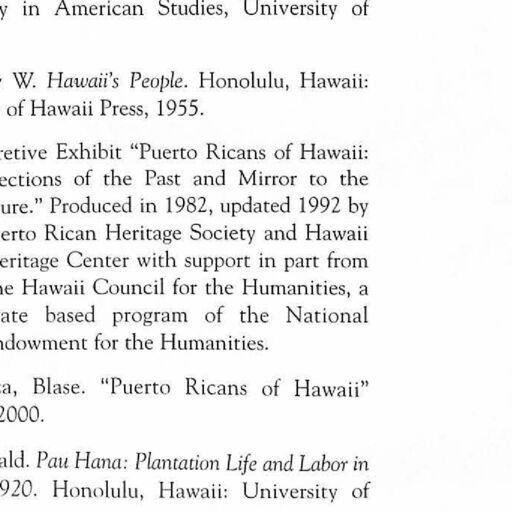 y in American Studies, University of
W. Hawaii's People. Honolulu, Hawaii:
of Hawaii Press, 1955.
retive Exhibit “Puerto Ricans of Hawaii:
ections of the Past and Mirror to the
ure.” Produced in 1982, updated 1992 by
erto Rican Heritage Society and Hawaii
eritage Center with support in part from
he Hawaii Council for the Humanities, a
ate based program of the National
ndowment for the Humanities.
za, Blase. “Puerto Ricans of Hawaii”
2000.
ald. Pau Hana: Plantation Life and Labor in
920. Honolulu, Hawaii: University of